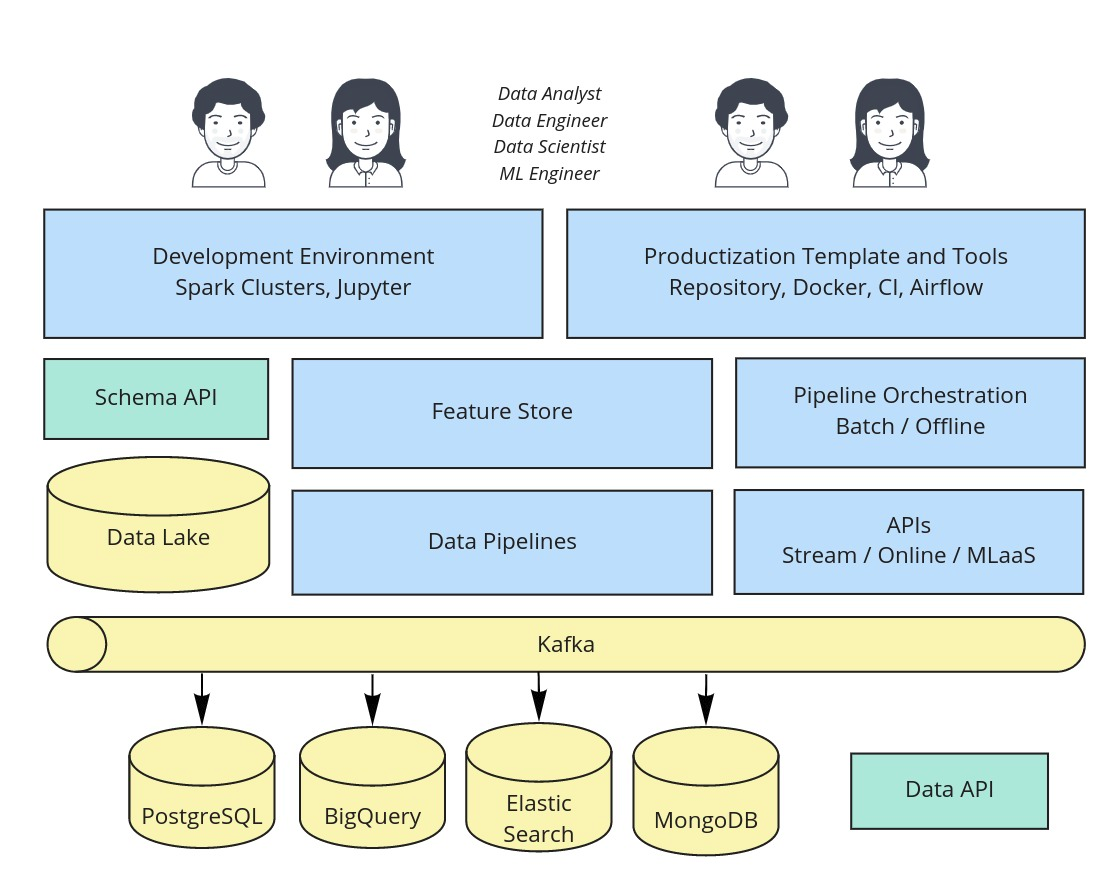 Data Analyst
Data Engineer
Data Scientist
ML Engineer
Development Environment
Spark Clusters, Jupyter
Productization Template and Tools
Repository, Docker, CI, Airflow
Schema API
Feature Store
Pipeline Orchestration
Batch / Offline
Data Lake
Data Pipelines
APIs
Stream / Online / MLaaS
Kafka
PostgreSQL
BigQuery
Elastic
Search
MongoDB
Data API